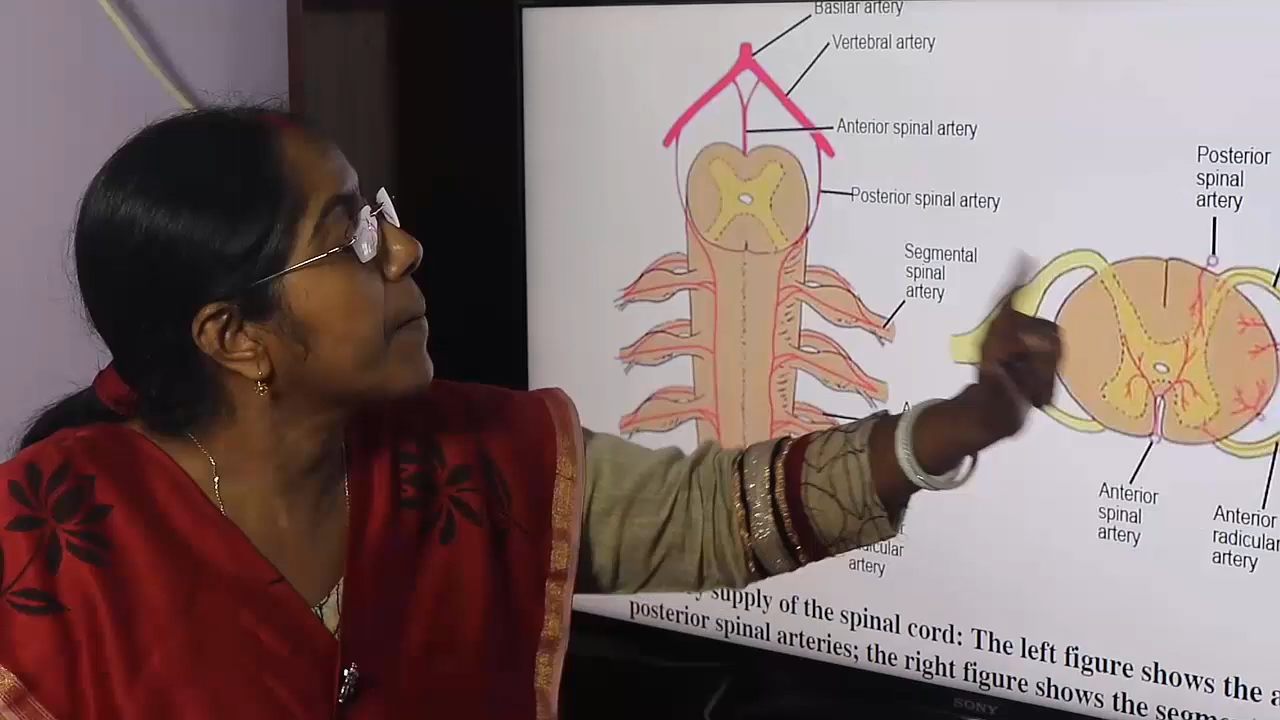 Basilar artery
Vertebral artery
Anterior spinal artery
Posterior spinal artery
Segmental
spinal
artery
artery
Posterior
spinal
artery
Anterior
spinal
artery
Anterior
radicular
artery
supply of the spinal cord: The left figure shows the
posterior spinal arteries; the right figure shows the
SONY